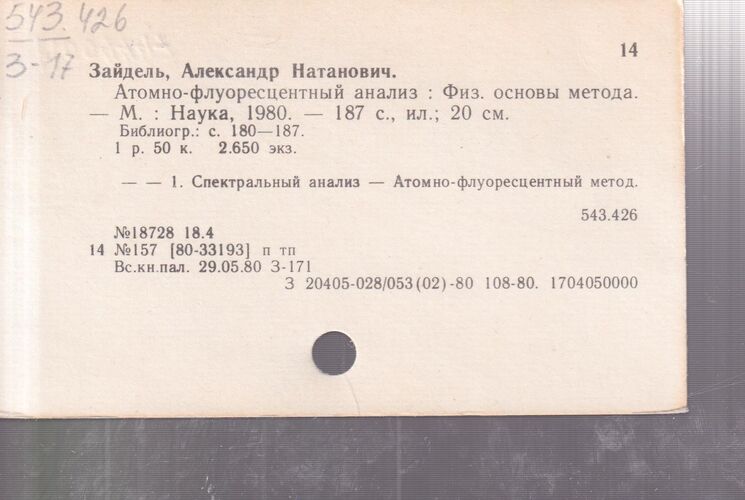 543.426
З-17
14
Зайдель, Александр Натанович.
Атомно-флуоресцентный анализ : Физ. основы метода.
— М. : Наука, 1980. — 187 с., ил.; 20 см.
Библиогр.: с. 180—187.
1 р. 50 к. 2.650 экз.
— — 1. Спектральный анализ — Атомно-флуоресцентный метод.
543.426
№18728 18.4
14 №157 [80-33193] п тп
Вс.кн.пал. 29.05.80 З-171
З 20405-028/053(02)-80 108-80. 1704050000